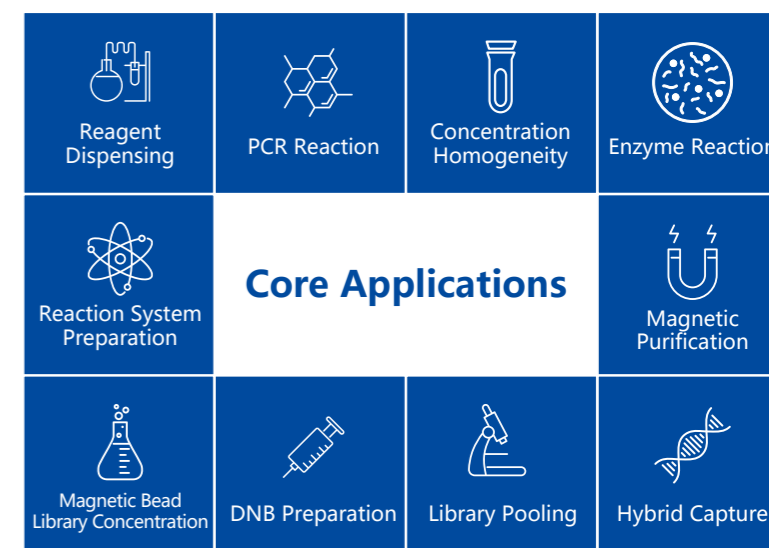 Reagent
Dispensing
PCR Reaction
Concentration
Homogeneity
Enzyme Reaction
Reaction System
Preparation
Core Applications
Magnetic
Purification
Magnetic Bead
Library Concentration
DNB Preparation
Library Pooling
Hybrid Capture